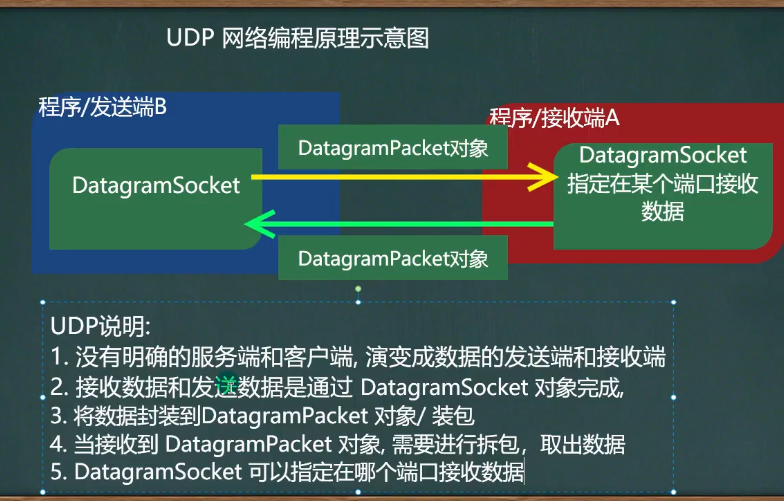 UDP 网络编程原理示意图
程序/发送端B
程序/接收端A
DatagramPacket对象
DatagramSocket
DatagramSocket
指定在某个端口接收
数据
DatagramPacket对象
UDP说明:
1. 没有明确的服务端和客户端, 演变成数据的发送端和接收端
2. 接收数据和发送数据是通过 DatagramSocket 对象完成,
3. 将数据封装到DatagramPacket 对象/ 装包
4. 当接收到 DatagramPacket 对象, 需要进行拆包，取出数据
5. DatagramSocket 可以指定在哪个端口接收数据